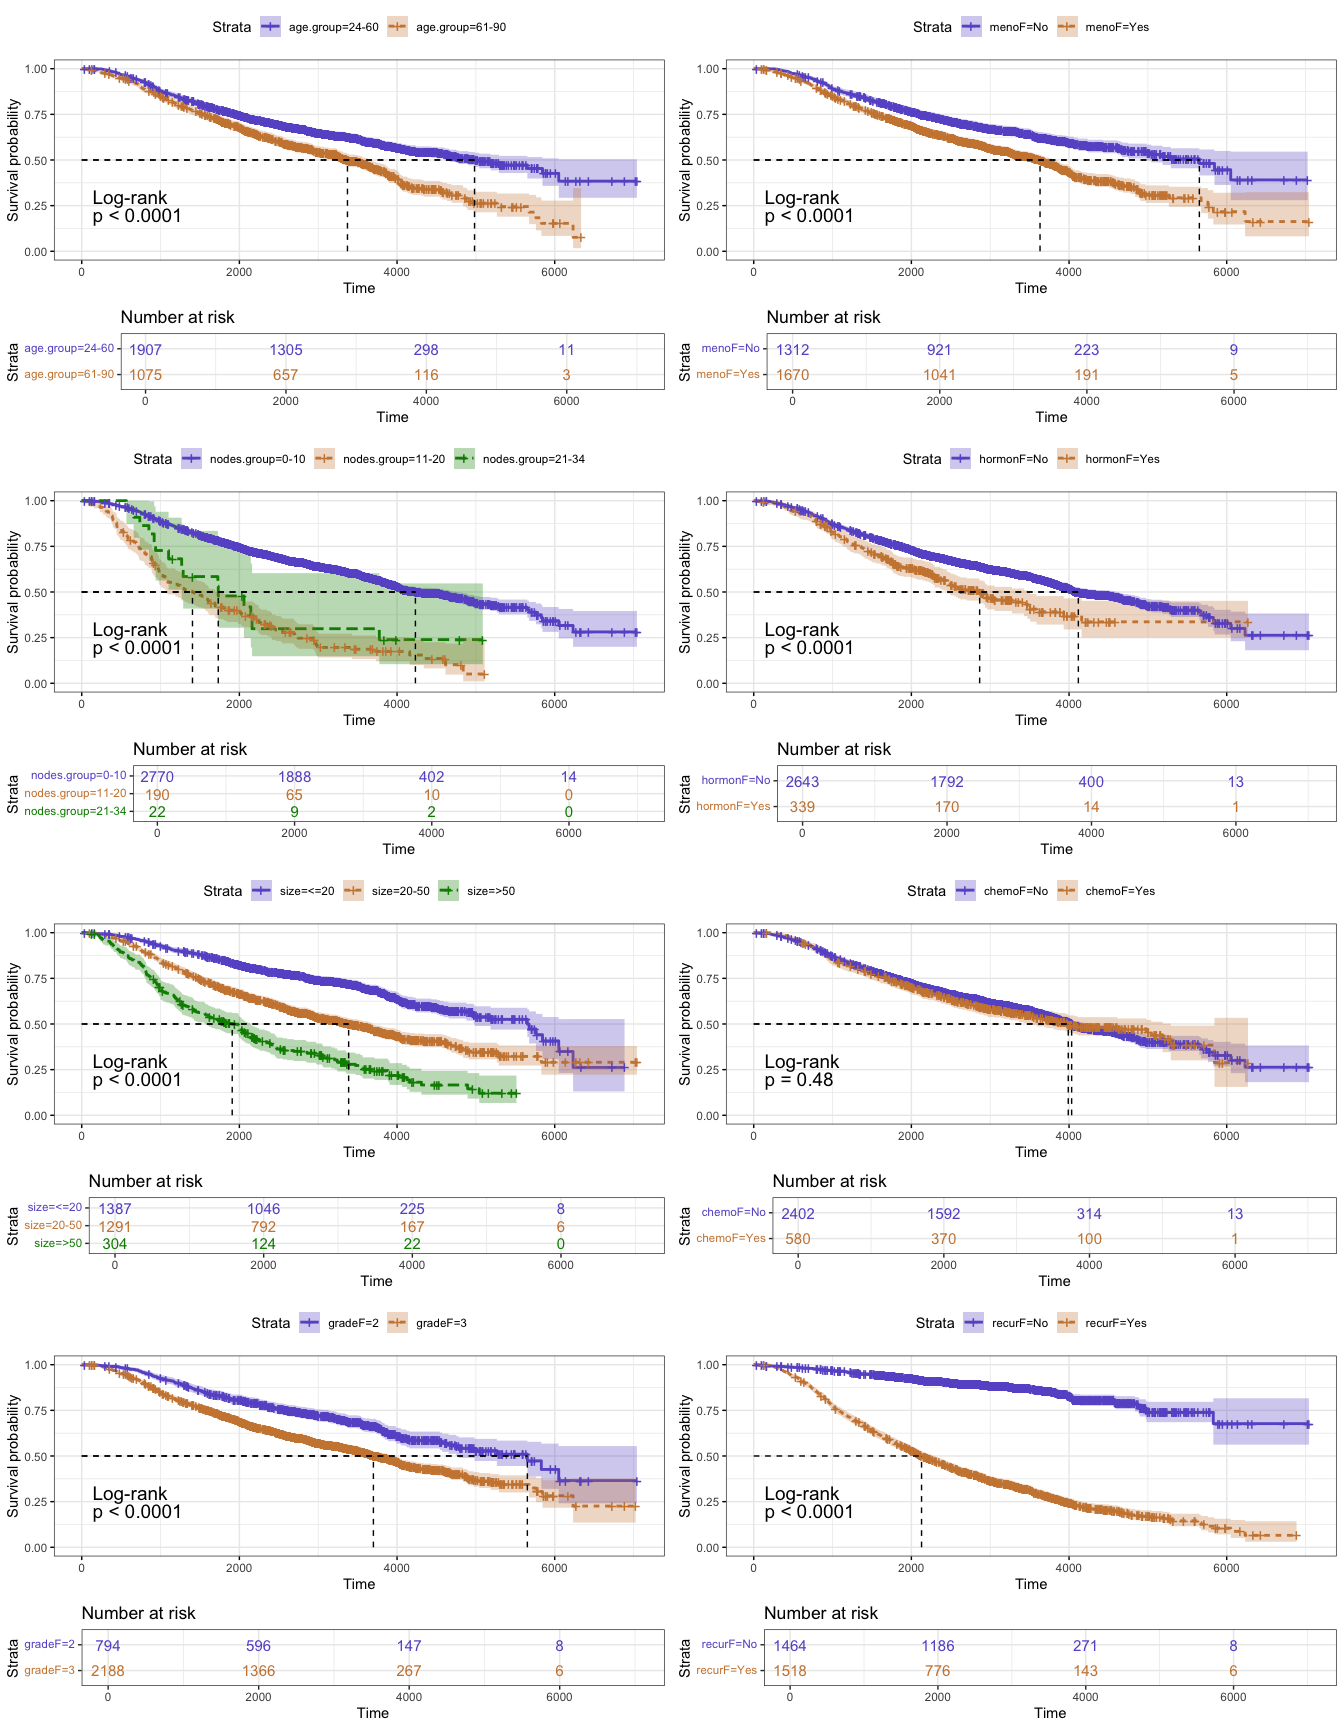 Strata age.group=24-60 age.group=61-90
Survival probability
1.00
0.75
0.50
0.25
0.00
Log-rank
p < 0.0001
0 2000 4000 6000
Time
Number at risk
Strata
age.group=24-60 1907 1305 298 11
age.group=61-90 1075 657 116 3
0 2000 4000 6000
Time
Strata menoF=No menoF=Yes
Survival probability
1.00
0.75
0.50
0.25
0.00
Log-rank
p < 0.0001
0 2000 4000 6000
Time
Number at risk
Strata
menoF=No 1312 921 223 9
menoF=Yes 1670 1041 191 5
0 2000 4000 6000
Time
Strata nodes.group=0-10 nodes.group=11-20 nodes.group=21-34
Survival probability
1.00
0.75
0.50
0.25
0.00
Log-rank
p < 0.0001
0 2000 4000 6000
Time
Number at risk
Strata
nodes.group=0-10 2770 1888 402 14
nodes.group=11-20 190 65 10 0
nodes.group=21-34 22 9 2 0
0 2000 4000 6000
Time
Strata hormonF=No hormonF=Yes
Survival probability
1.00
0.75
0.50
0.25
0.00
Log-rank
p < 0.0001
0 2000 4000 6000
Time
Number at risk
Strata
hormonF=No 2643 1792 400 13
hormonF=Yes 339 170 14 1
0 2000 4000 6000
Time
Strata size=<=20 size=20-50 size=>50
Survival probability
1.00
0.75
0.50
0.25
0.00
Log-rank
p < 0.0001
0 2000 4000 6000
Time
Number at risk
Strata
size=<=20 1387 1046 225 8
size=20-50 1291 792 167 6
size=>50 304 124 22 0
0 2000 4000 6000
Time
Strata chemoF=No chemoF=Yes
Survival probability
1.00
0.75
0.50
0.25
0.00
Log-rank
p = 0.48
0 2000 4000 6000
Time
Number at risk
Strata
chemoF=No 2402 1592 314 13
chemoF=Yes 580 370 100 1
0 2000 4000 6000
Time
Strata gradeF=2 gradeF=3
Survival probability
1.00
0.75
0.50
0.25
0.00
Log-rank
p < 0.0001
0 2000 4000 6000
Time
Number at risk
Strata
gradeF=2 794 596 147 8
gradeF=3 2188 1366 267 6
0 2000 4000 6000
Time
Strata recurF=No recurF=Yes
Survival probability
1.00
0.75
0.50
0.25
0.00
Log-rank
p < 0.0001
0 2000 4000 6000
Time
Number at risk
Strata
recurF=No 1464 1186 271 8
recurF=Yes 1518 776 143 6
0 2000 4000 6000
Time